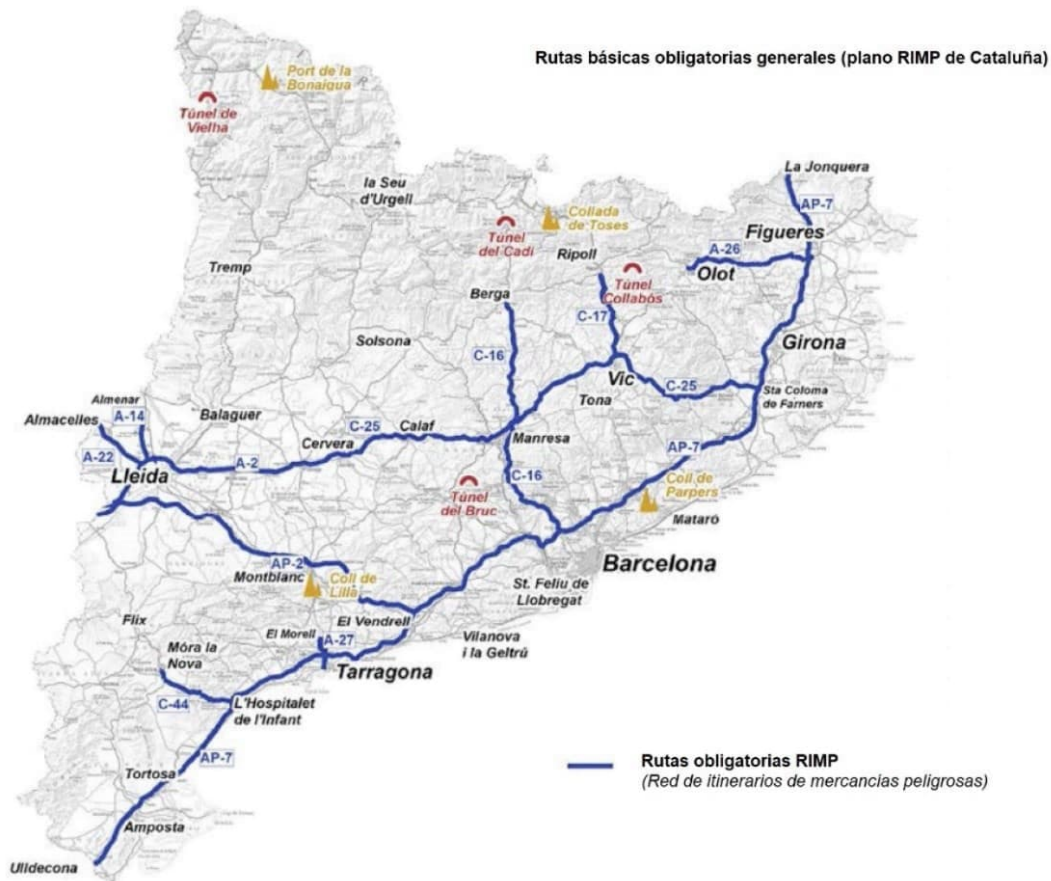 Rutas básicas obligatorias generales (plano RIMP de Cataluña)
Port de la
Bonaigua
Túnel de
Vielha
La Jonquera
AP-7
la Seu
d'Urgell
Collada
de Toses
Figueres
Túnel
del Cadí
A-26
Ripoll
Olot
Tremp
Túnel
Collabós
Berga
C-17
Solsona
C-16
Girona
Vic
C-25
Sta Coloma
de Farners
Tona
Almenar
Almacelles
A-14
Balaguer
C-25
Calaf
Cervera
Manresa
A-22
A-2
AP-7
Lleida
C-16
Túnel
del Bruc
Coll de
Parpers
Mataró
AP-2
Barcelona
Montblanc
Coll de
Lilla
St. Feliu de
Llobregat
Flix
El Vendrell
El Morell
A-27
Vilanova
i la Geltrú
Móra la
Nova
Tarragona
C-44
L'Hospitalet
de l'Infant
AP-7
Rutas obligatorias RIMP
(Red de itinerarios de mercancias peligrosas)
Tortosa
Amposta
Ulldecona